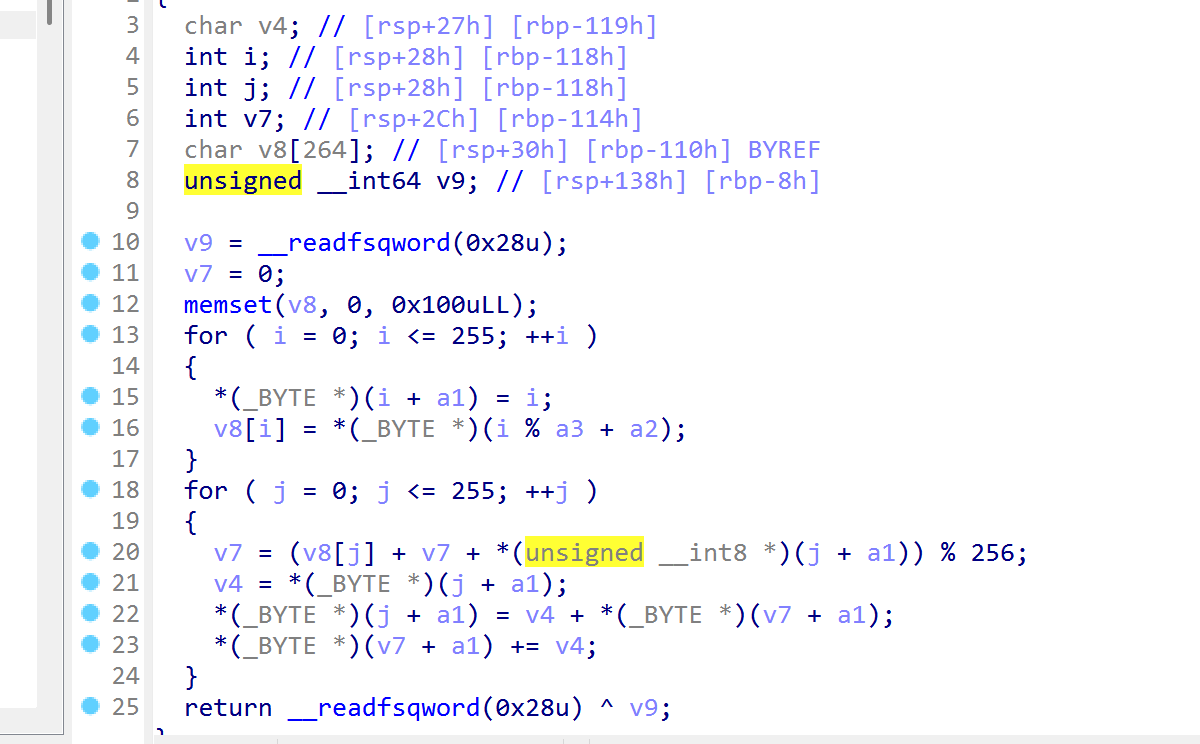 3 char v4; // [rsp+27h] [rbp-119h]
4 int i; // [rsp+28h] [rbp-118h]
5 int j; // [rsp+28h] [rbp-118h]
6 int v7; // [rsp+2Ch] [rbp-114h]
7 char v8[264]; // [rsp+30h] [rbp-110h] BYREF
8 unsigned __int64 v9; // [rsp+138h] [rbp-8h]
9
10 v9 = __readfsqword(0x28u);
11 v7 = 0;
12 memset(v8, 0, 0x100uLL);
13 for ( i = 0; i <= 255; ++i )
14 {
15 *(_BYTE *)(i + a1) = i;
16 v8[i] = *(_BYTE *)(i % a3 + a2);
17 }
18 for ( j = 0; j <= 255; ++j )
19 {
20 v7 = (v8[j] + v7 + *(unsigned __int8 *)(j + a1)) % 256;
21 v4 = *(_BYTE *)(j + a1);
22 *(_BYTE *)(j + a1) = v4 + *(_BYTE *)(v7 + a1);
23 *(_BYTE *)(v7 + a1) += v4;
24 }
25 return __readfsqword(0x28u) ^ v9;